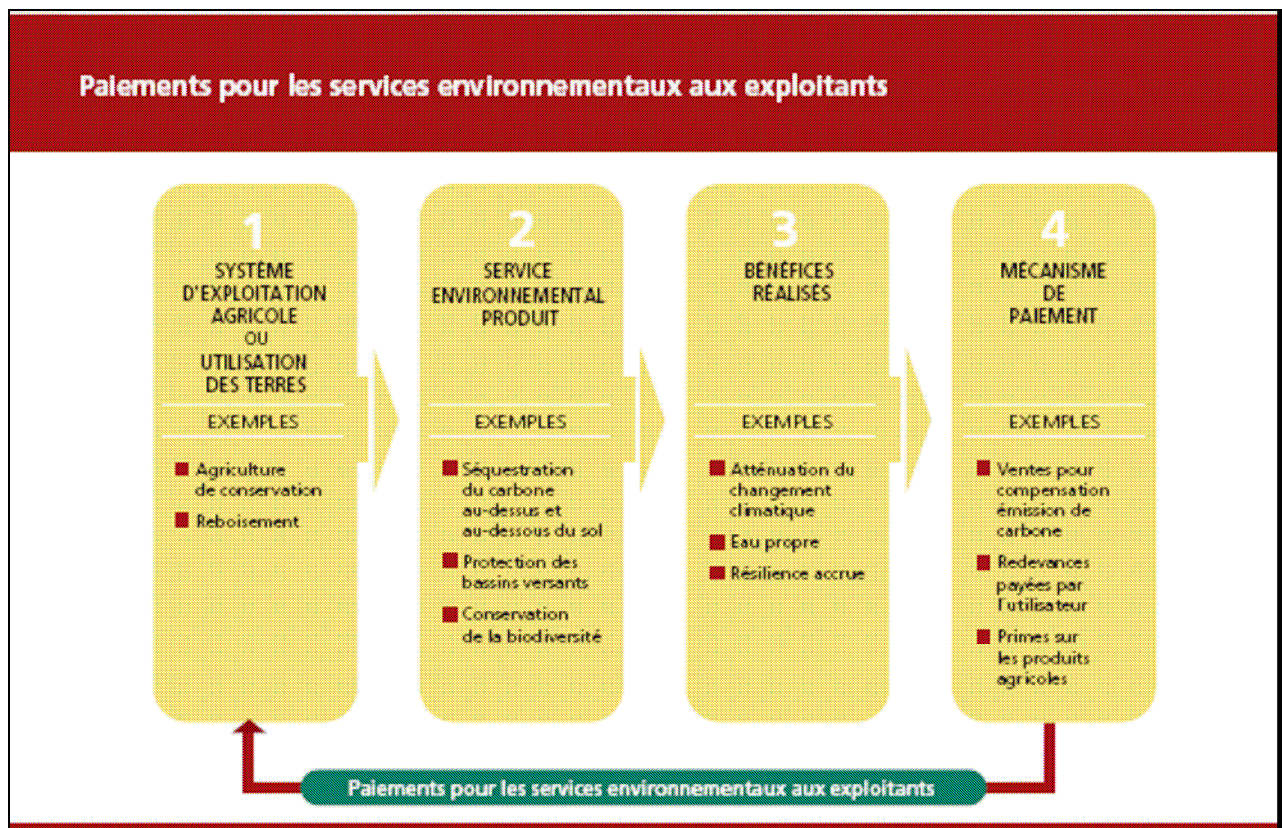 Paiements pour les services environnementaux aux exploitants
1
SYSTÈME
D'EXPLOITATION
AGRICOLE
OU
UTILISATION
DES TERRES
EXEMPLES
Agriculture
de conservation
Reboisement
2
SERVICE
ENVIRONNEMENTAL
PRODUIT
EXEMPLES
Séquestration
du carbone
au-dessus et
au-dessous du sol
Protection des
bassins versants
Conservation
de la biodiversité
3
BÉNÉFICES
RÉALISÉS
EXEMPLES
Atténuation du
changement
climatique
Eau propre
Résilience accrue
4
MÉCANISME
DE
PAIEMENT
EXEMPLES
Ventes pour
compensation
émission de
carbone
Redevances
payées par
l'utilisateur
Primes sur
les produits
agricoles
Paiements pour les services environnementaux aux exploitants